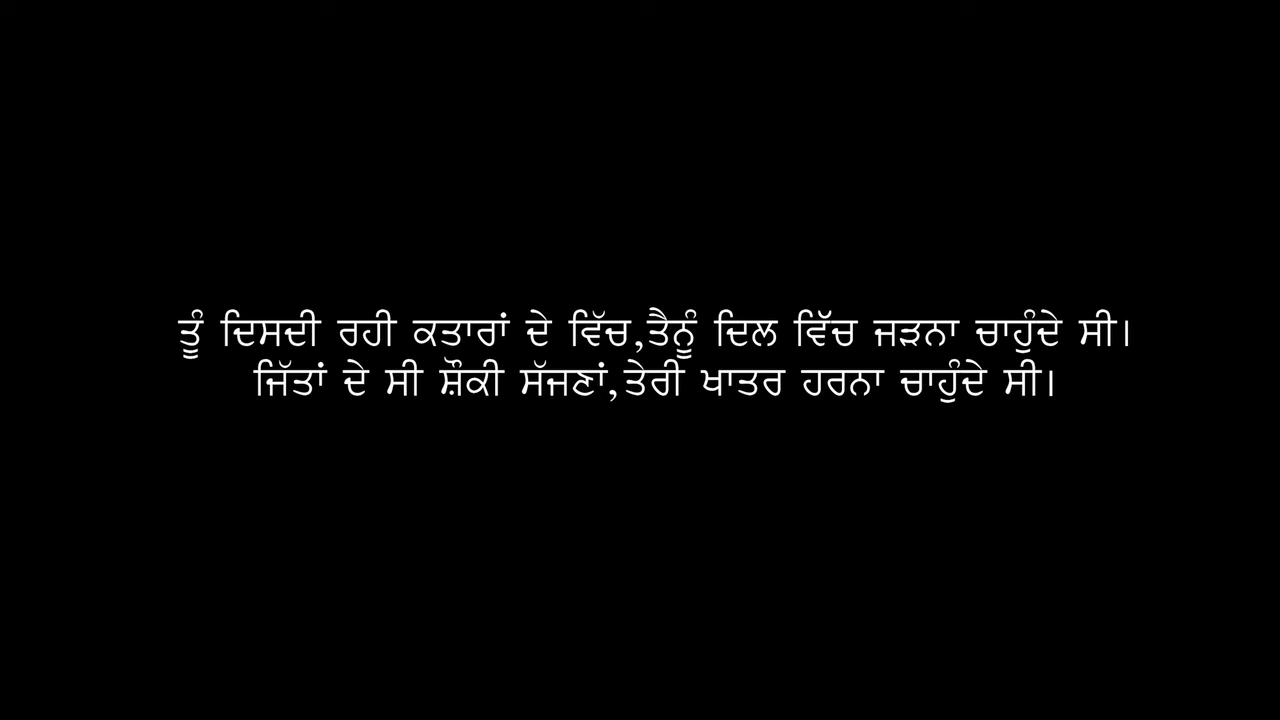 ਤੂੰ ਦਿਸਦੀ ਰਹੀ ਕਤਾਰਾਂ ਦੇ ਵਿੱਚ,ਤੈਨੂੰ ਦਿਲ ਵਿੱਚ ਜੜਨਾ ਚਾਹੁੰਦੇ ਸੀ।
ਜਿੱਤਾਂ ਦੇ ਸੀ ਸ਼ੌਕੀ ਸੱਜਣਾਂ,ਤੇਰੀ ਖਾਤਰ ਹਰਨਾ ਚਾਹੁੰਦੇ ਸੀ।